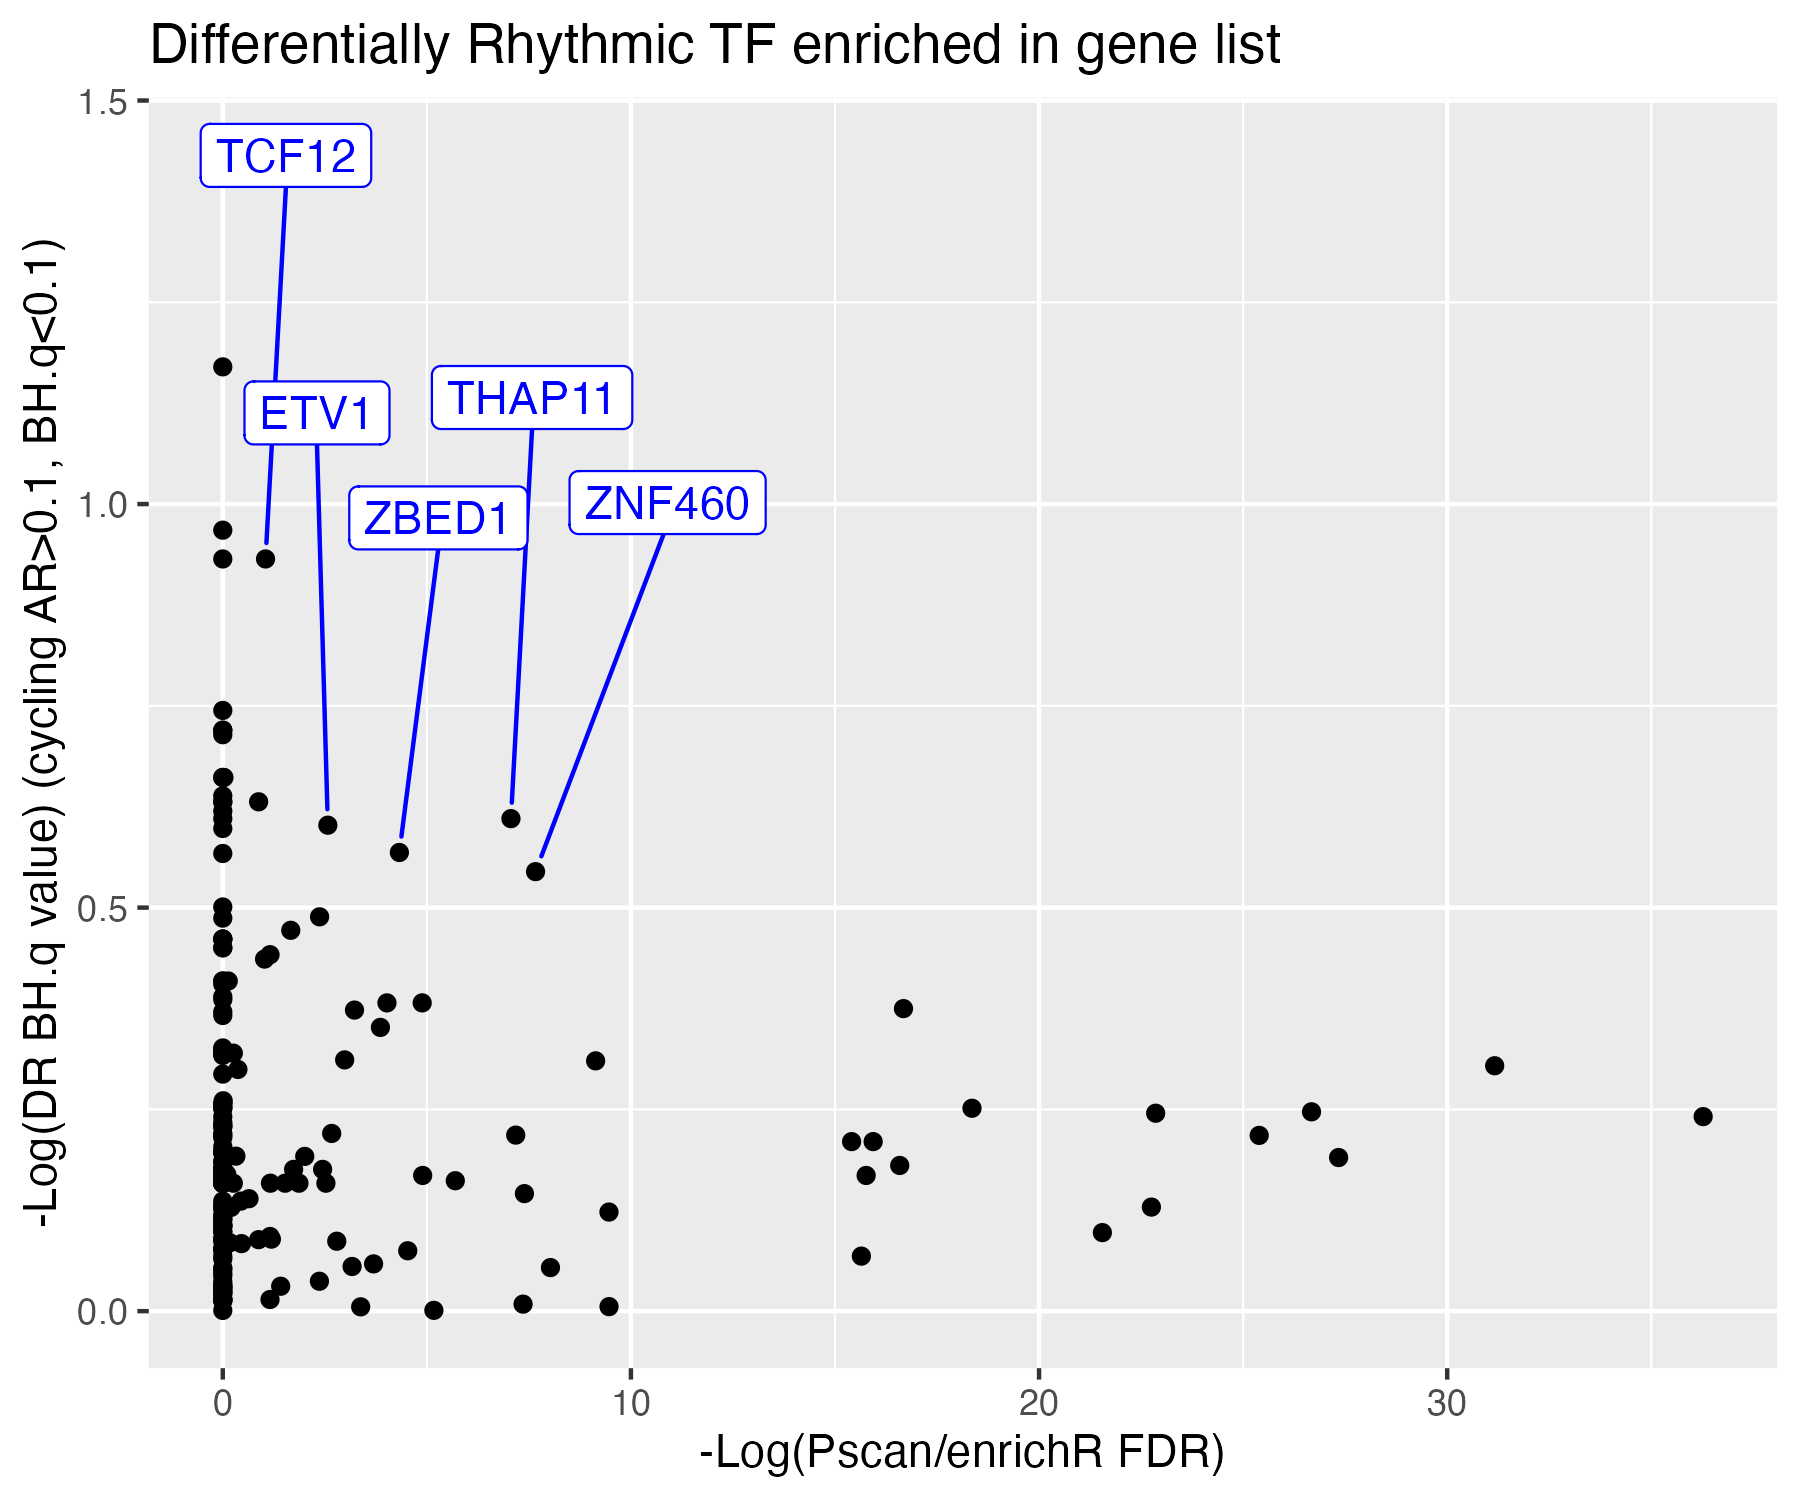 Differentially Rhythmic TF enriched in gene list
-Log(DR BH.q value) (cycling AR>0.1, BH.q<0.1)
1.5
1.0
0.5
0.0
TCF12
ETV1
THAP11
ZBED1
ZNF460
0
10
20
30
-Log(Pscan/enrichR FDR)